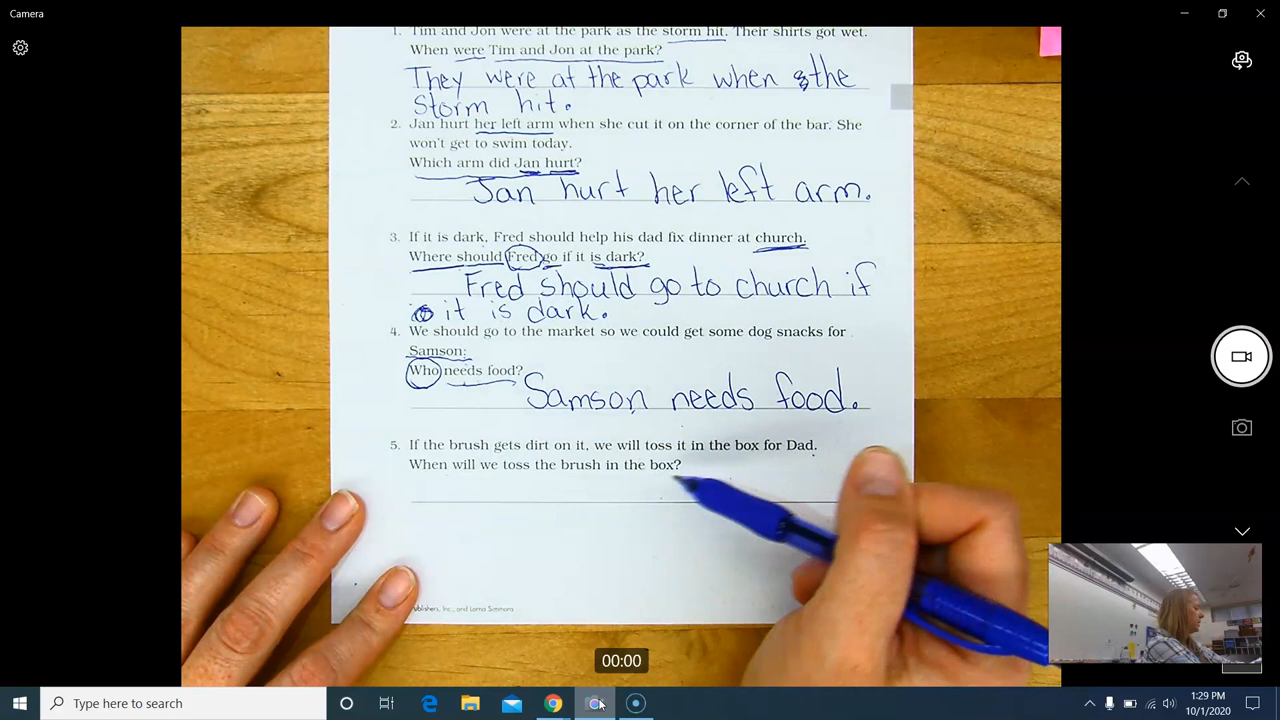 Camera
1. Tim and Jon were at the park as the storm hit. Their shirts got wet.
When were Tim and Jon at the park?
They were at the park when the
storm hit.
2. Jan hurt her left arm when she cut it on the corner of the bar. She
won't get to swim today.
Which arm did Jan hurt?
Jan hurt her left arm.
3. If it is dark, Fred should help his dad fix dinner at church.
Where should Fred go if it is dark?
Fred should go to church if
it is dark.
4. We should go to the market so we could get some dog snacks for
Samson.
Who needs food?
Samson needs food.
5. If the brush gets dirt on it, we will toss it in the box for Dad.
When will we toss the brush in the box?
ublishers, Inc., and Lorna Simmons
00:00
Type here to search
1:29 PM
10/1/2020